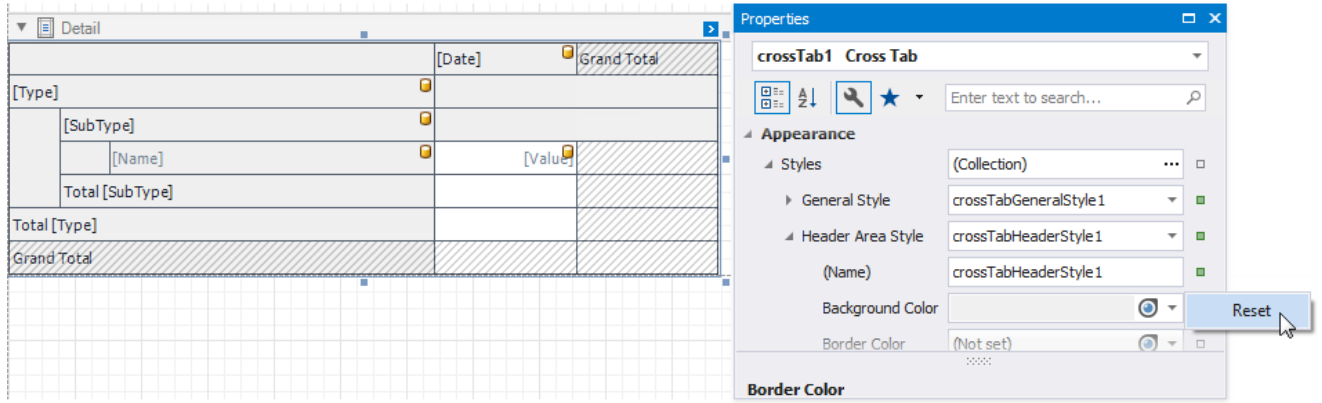 Detail
[Date] Grand Total
[Type]
[SubType]
[Name] [Value]
Total [SubType]
Total [Type]
Grand Total
Properties
crossTab1 Cross Tab
Enter text to search...
Appearance
Styles (Collection)
General Style crossTabGeneralStyle1
Header Area Style crossTabHeaderStyle1
(Name) crossTabHeaderStyle1
Background Color Reset
Border Color (Not set)
Border Color